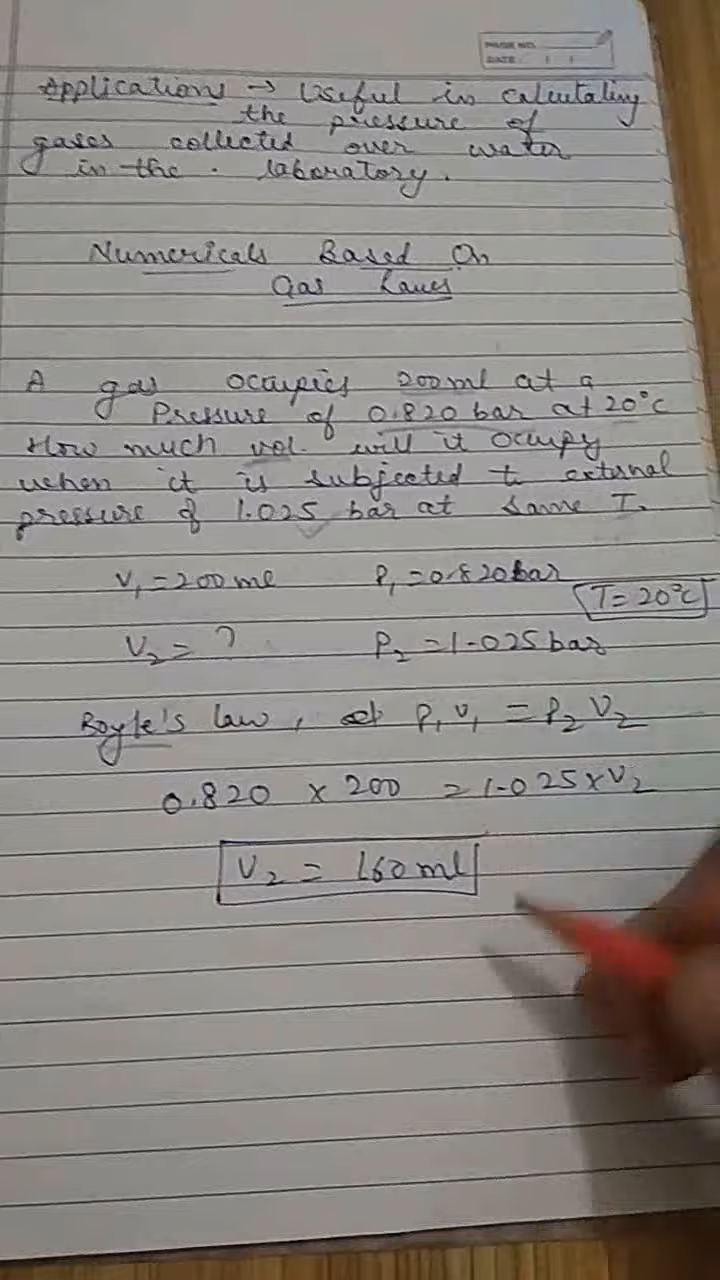 PAGE NO.
DATE / /
Applications → Useful in calculating
the pressure of
gases collected over water
in the . laboratory.
Numericals Based On
Gas Laws
A gas occupies 200ml at a
Pressure of 0.820 bar at 20°C
How much vol. will it occupy
when it is subjected to external
pressure of 1.025 bar at same T.
V₁ = 200 ml P₁ = 0.820 bar
T = 20°C
V₂ = ? P₂ = 1.025 bar
Boyle's law, P₁V₁ = P₂V₂
0.820 × 200 = 1.025 × V₂
V₂ = 160 ml